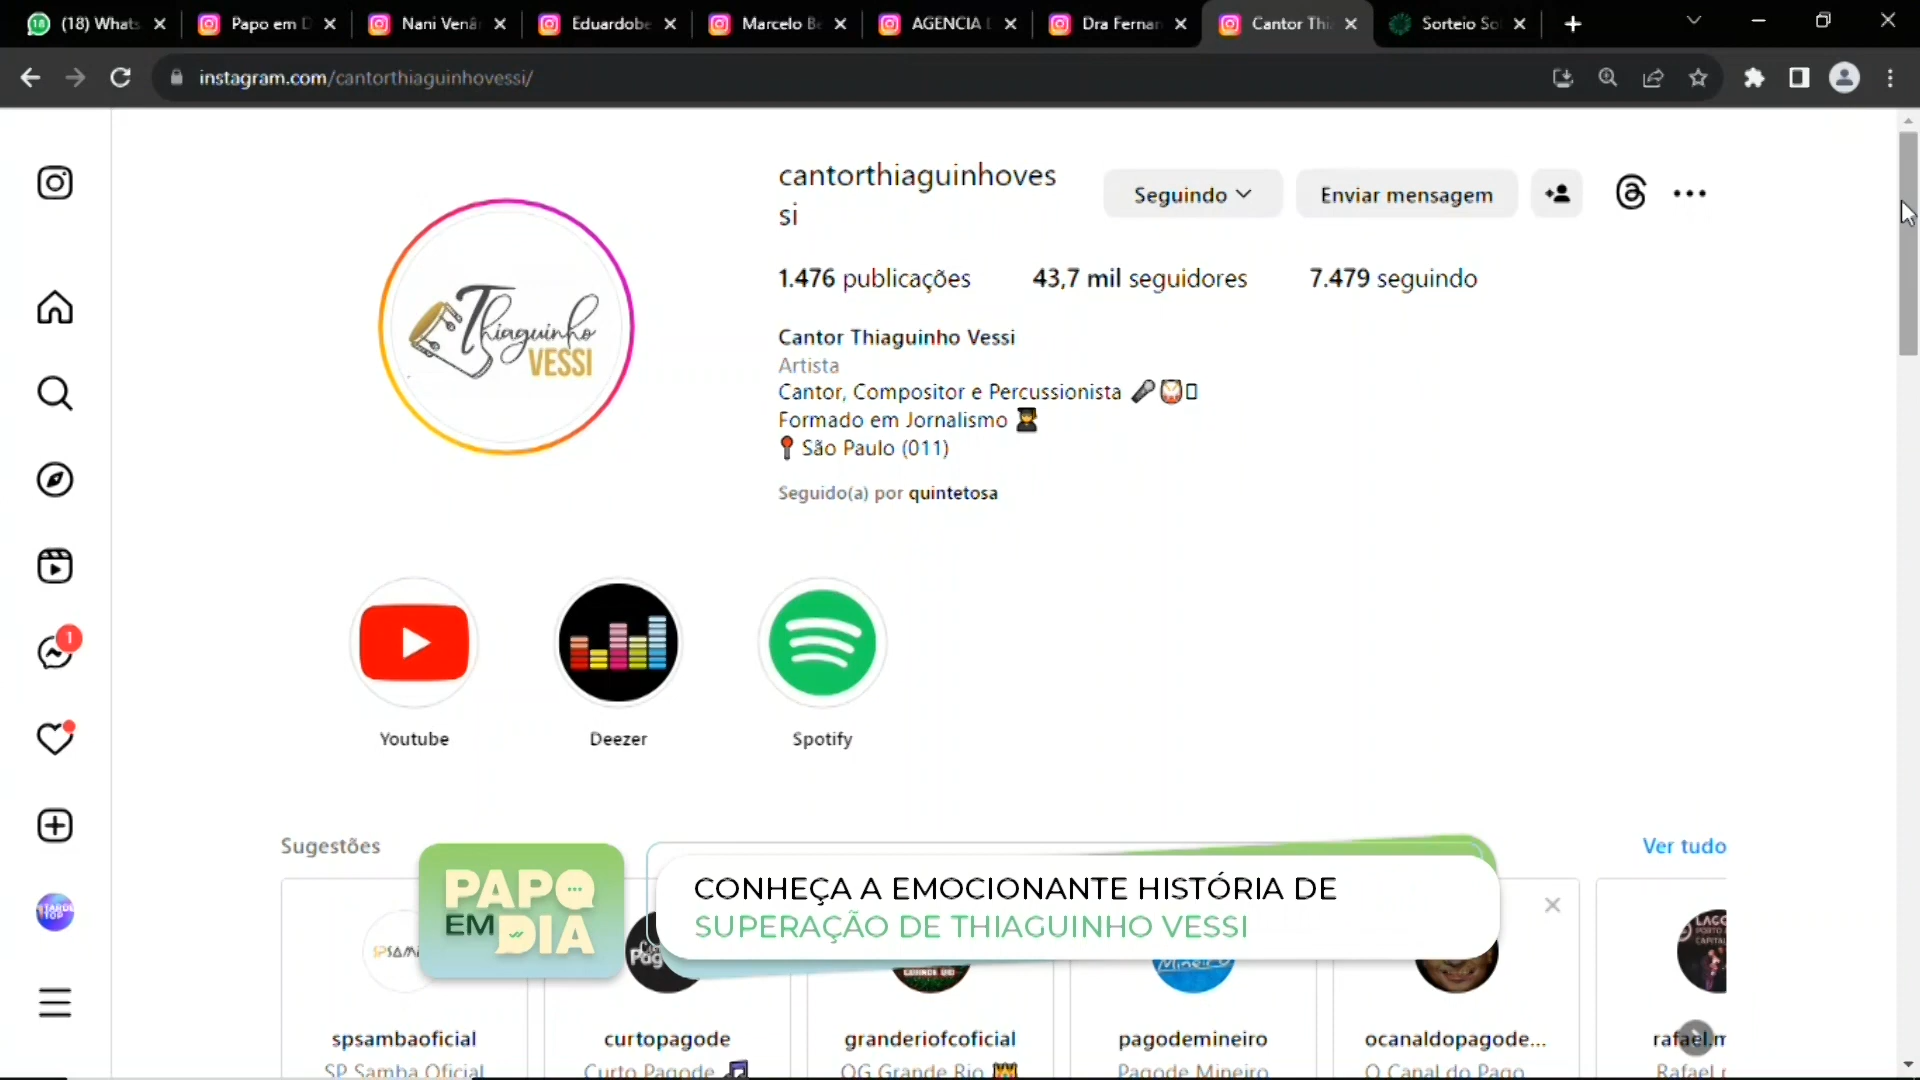 (18) Whats
Papo em D
Nani Venâ
Eduardobe
Marcelo Be
AGENCIA
Dra Fernan
Cantor Thi
Sorteio So
instagram.com/cantorthiaguinhovessi/
cantorthiaguinhoves
si
Seguindo
Enviar mensagem
1.476 publicações
43,7 mil seguidores
7.479 seguindo
Thiaguinho
VESSI
Cantor Thiaguinho Vessi
Artista
Cantor, Compositor e Percussionista 🎤🥁
Formado em Jornalismo 👨‍🎓
📍 São Paulo (011)
Seguido(a) por quintetosa
1
Youtube
Deezer
Spotify
Sugestões
Ver tudo
PAPO
EM DIA
CONHEÇA A EMOCIONANTE HISTÓRIA DE
SUPERAÇÃO DE THIAGUINHO VESSI
spsambaoficial
curtopagode
granderiofcoficial
pagodemineiro
ocanaldopagode...
rafael.m
SP Samba Oficial
Curto Pagode
QG Grande Rio
Pagode Mineiro
O Canal do Pago